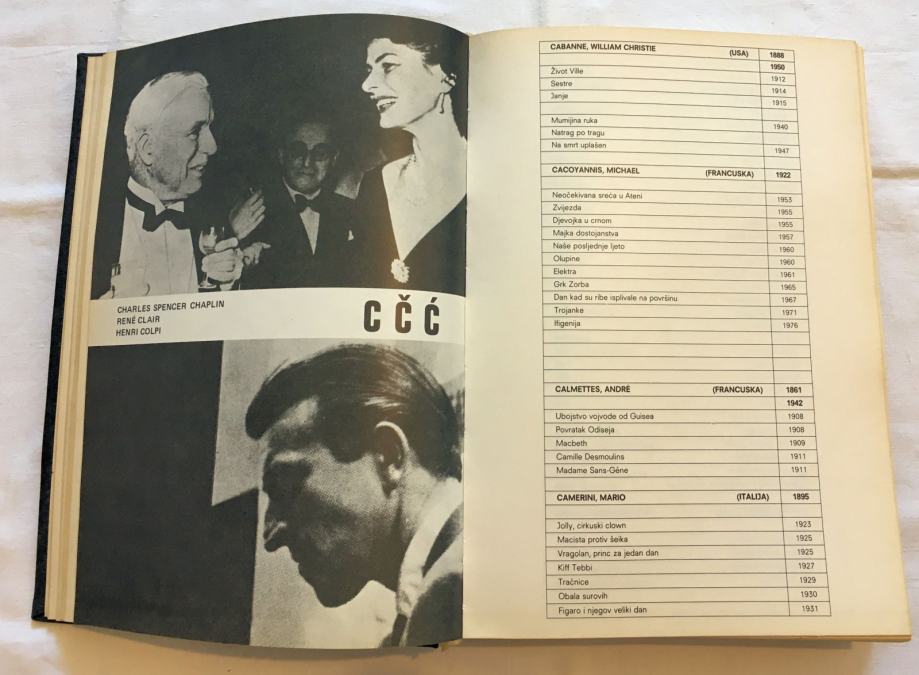 CHARLES SPENCER CHAPLIN
RENÉ CLAIR
HENRI COLPI
C Č Ć
CABANNE, WILLIAM CHRISTIE (USA) 1888
1950
Život Ville 1912
Sestre 1914
Janje 1915
Mumijina ruka 1940
Natrag po tragu
Na smrt uplašen 1947
CACOYANNIS, MICHAEL (FRANCUSKA) 1922
Neočekivana sreća u Ateni 1953
Zvijezda 1955
Djevojka u crnom 1955
Majka dostojanstva 1957
Naše posljednje ljeto 1960
Olupine 1960
Elektra 1961
Grk Zorba 1965
Dan kad su ribe isplivale na površinu 1967
Trojanke 1971
Ifigenija 1976
CALMETTES, ANDRÉ (FRANCUSKA) 1861
1942
Ubojstvo vojvode od Guisea 1908
Povratak Odiseja 1908
Macbeth 1909
Camille Desmoulins 1911
Madame Sans-Gêne 1911
CAMERINI, MARIO (ITALIJA) 1895
Jolly, cirkuski clown 1923
Macista protiv šeika 1925
Vragolan, princ za jedan dan 1925
Kiff Tebbi 1927
Tračnice 1929
Obala surovih 1930
Figaro i njegov veliki dan 1931